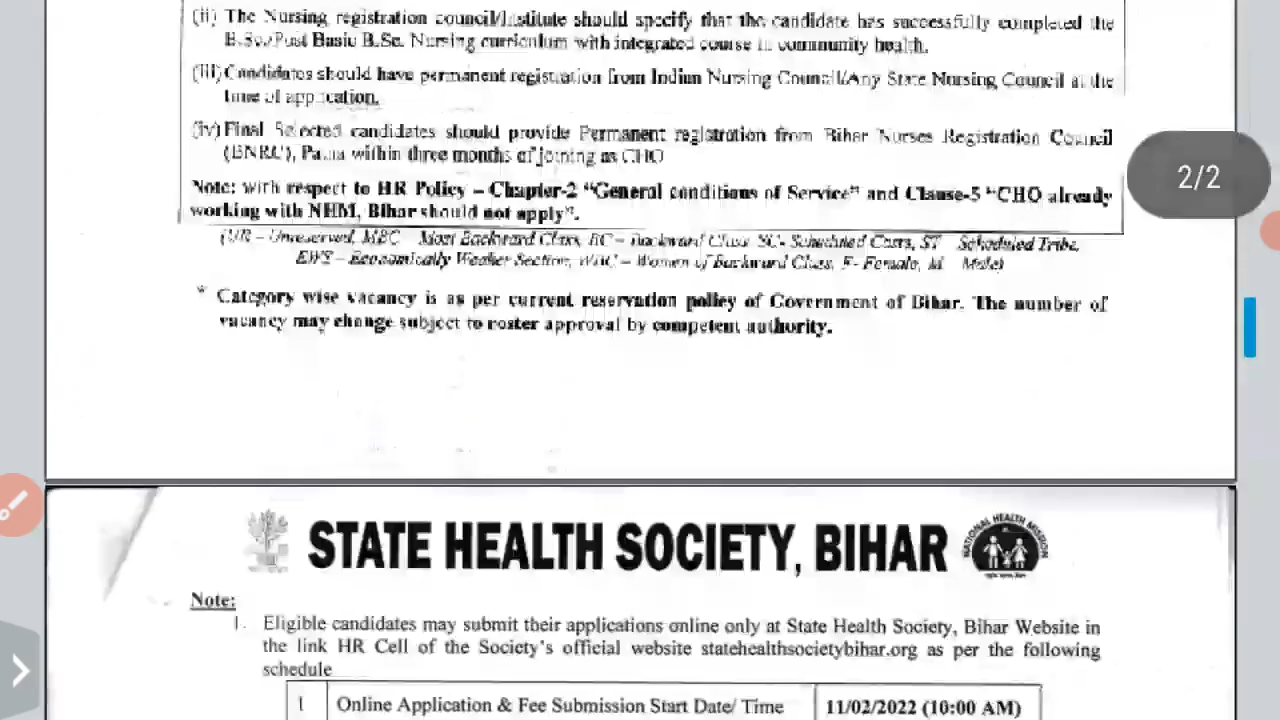 (ii) The Nursing registration council/Institute should specify that the candidate has successfully completed the
B.Sc/Post Basic B.Sc. Nursing curriculum with integrated course in community health.
(iii) Candidates should have permanent registration from Indian Nursing Council/Any State Nursing Council at the
time of application.
(iv) Final Selected candidates should provide Permanent registration from Bihar Nurses Registration Council
(BNRC), Patna within three months of joining as CHO
2/2
Note: with respect to HR Policy – Chapter-2 "General conditions of Service" and Clause-5 "CHO already
working with NHM, Bihar should not apply".
(UR – Unreserved, MBC – Most Backward Class, BC – Backward Class, SC- Scheduled Caste, ST – Scheduled Tribe,
EWS – Economically Weaker Section, WBC – Women of Backward Class, F- Female, M – Male)
* Category wise vacancy is as per current reservation policy of Government of Bihar. The number of
vacancy may change subject to roster approval by competent authority.
STATE HEALTH SOCIETY, BIHAR
NATIONAL HEALTH MISSION
Note:
1. Eligible candidates may submit their applications online only at State Health Society, Bihar Website in
the link HR Cell of the Society's official website statehealthsocietybihar.org as per the following
schedule
1 Online Application & Fee Submission Start Date/ Time 11/02/2022 (10:00 AM)